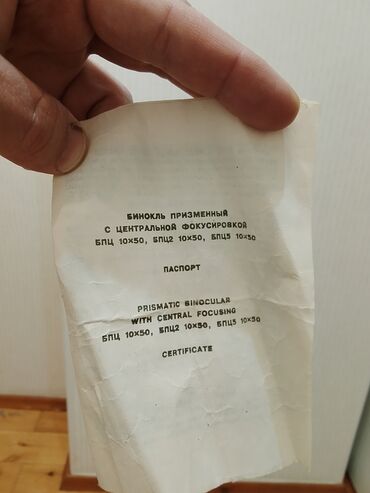 БИНОКЛЬ ПРИЗМЕННЫЙ
С ЦЕНТРАЛЬНОЙ ФОКУСИРОВКОЙ
БПЦ 10×50, БПЦ2 10×50, БПЦ5 10×50
ПАСПОРТ
PRISMATIC BINOCULAR
WITH CENTRAL FOCUSING
БПЦ 10×50, БПЦ2 10×50, БПЦ5 10×50
CERTIFICATE